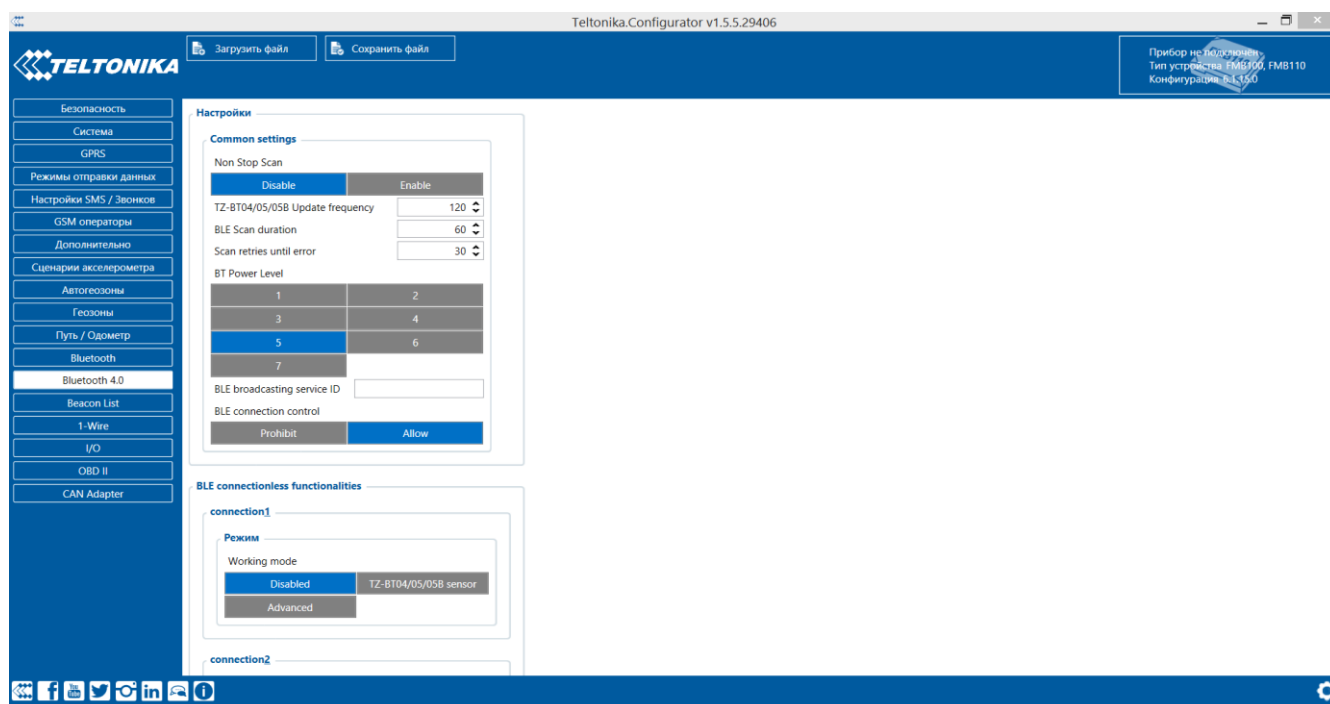 Teltonika.Configurator v1.5.5.29406
TELTONIKA
Загрузить файл
Сохранить файл
Прибор не подключен
Тип устройства FMB100, FMB110
Конфигурация 6.1.15.0
Безопасность
Система
GPRS
Режимы отправки данных
Настройки SMS / Звонков
GSM операторы
Дополнительно
Сценарии акселерометра
Автогеозоны
Геозоны
Путь / Одометр
Bluetooth
Bluetooth 4.0
Beacon List
1-Wire
I/O
OBD II
CAN Adapter
Настройки
Common settings
Non Stop Scan
Disable Enable
TZ-BT04/05/05B Update frequency 120
BLE Scan duration 60
Scan retries until error 30
BT Power Level
1 2
3 4
5 6
7
BLE broadcasting service ID
BLE connection control
Prohibit Allow
BLE connectionless functionalities
connection1
Режим
Working mode
Disabled TZ-BT04/05/05B sensor
Advanced
connection2